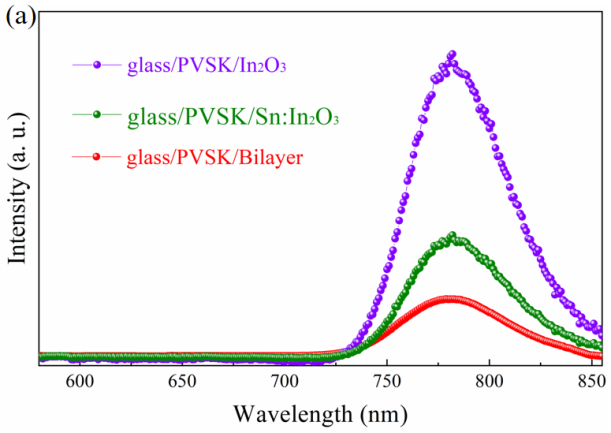 (a)
glass/PVSK/In₂O₃
glass/PVSK/Sn:In₂O₃
glass/PVSK/Bilayer
Intensity (a. u.)
600 650 700 750 800 850
Wavelength (nm)